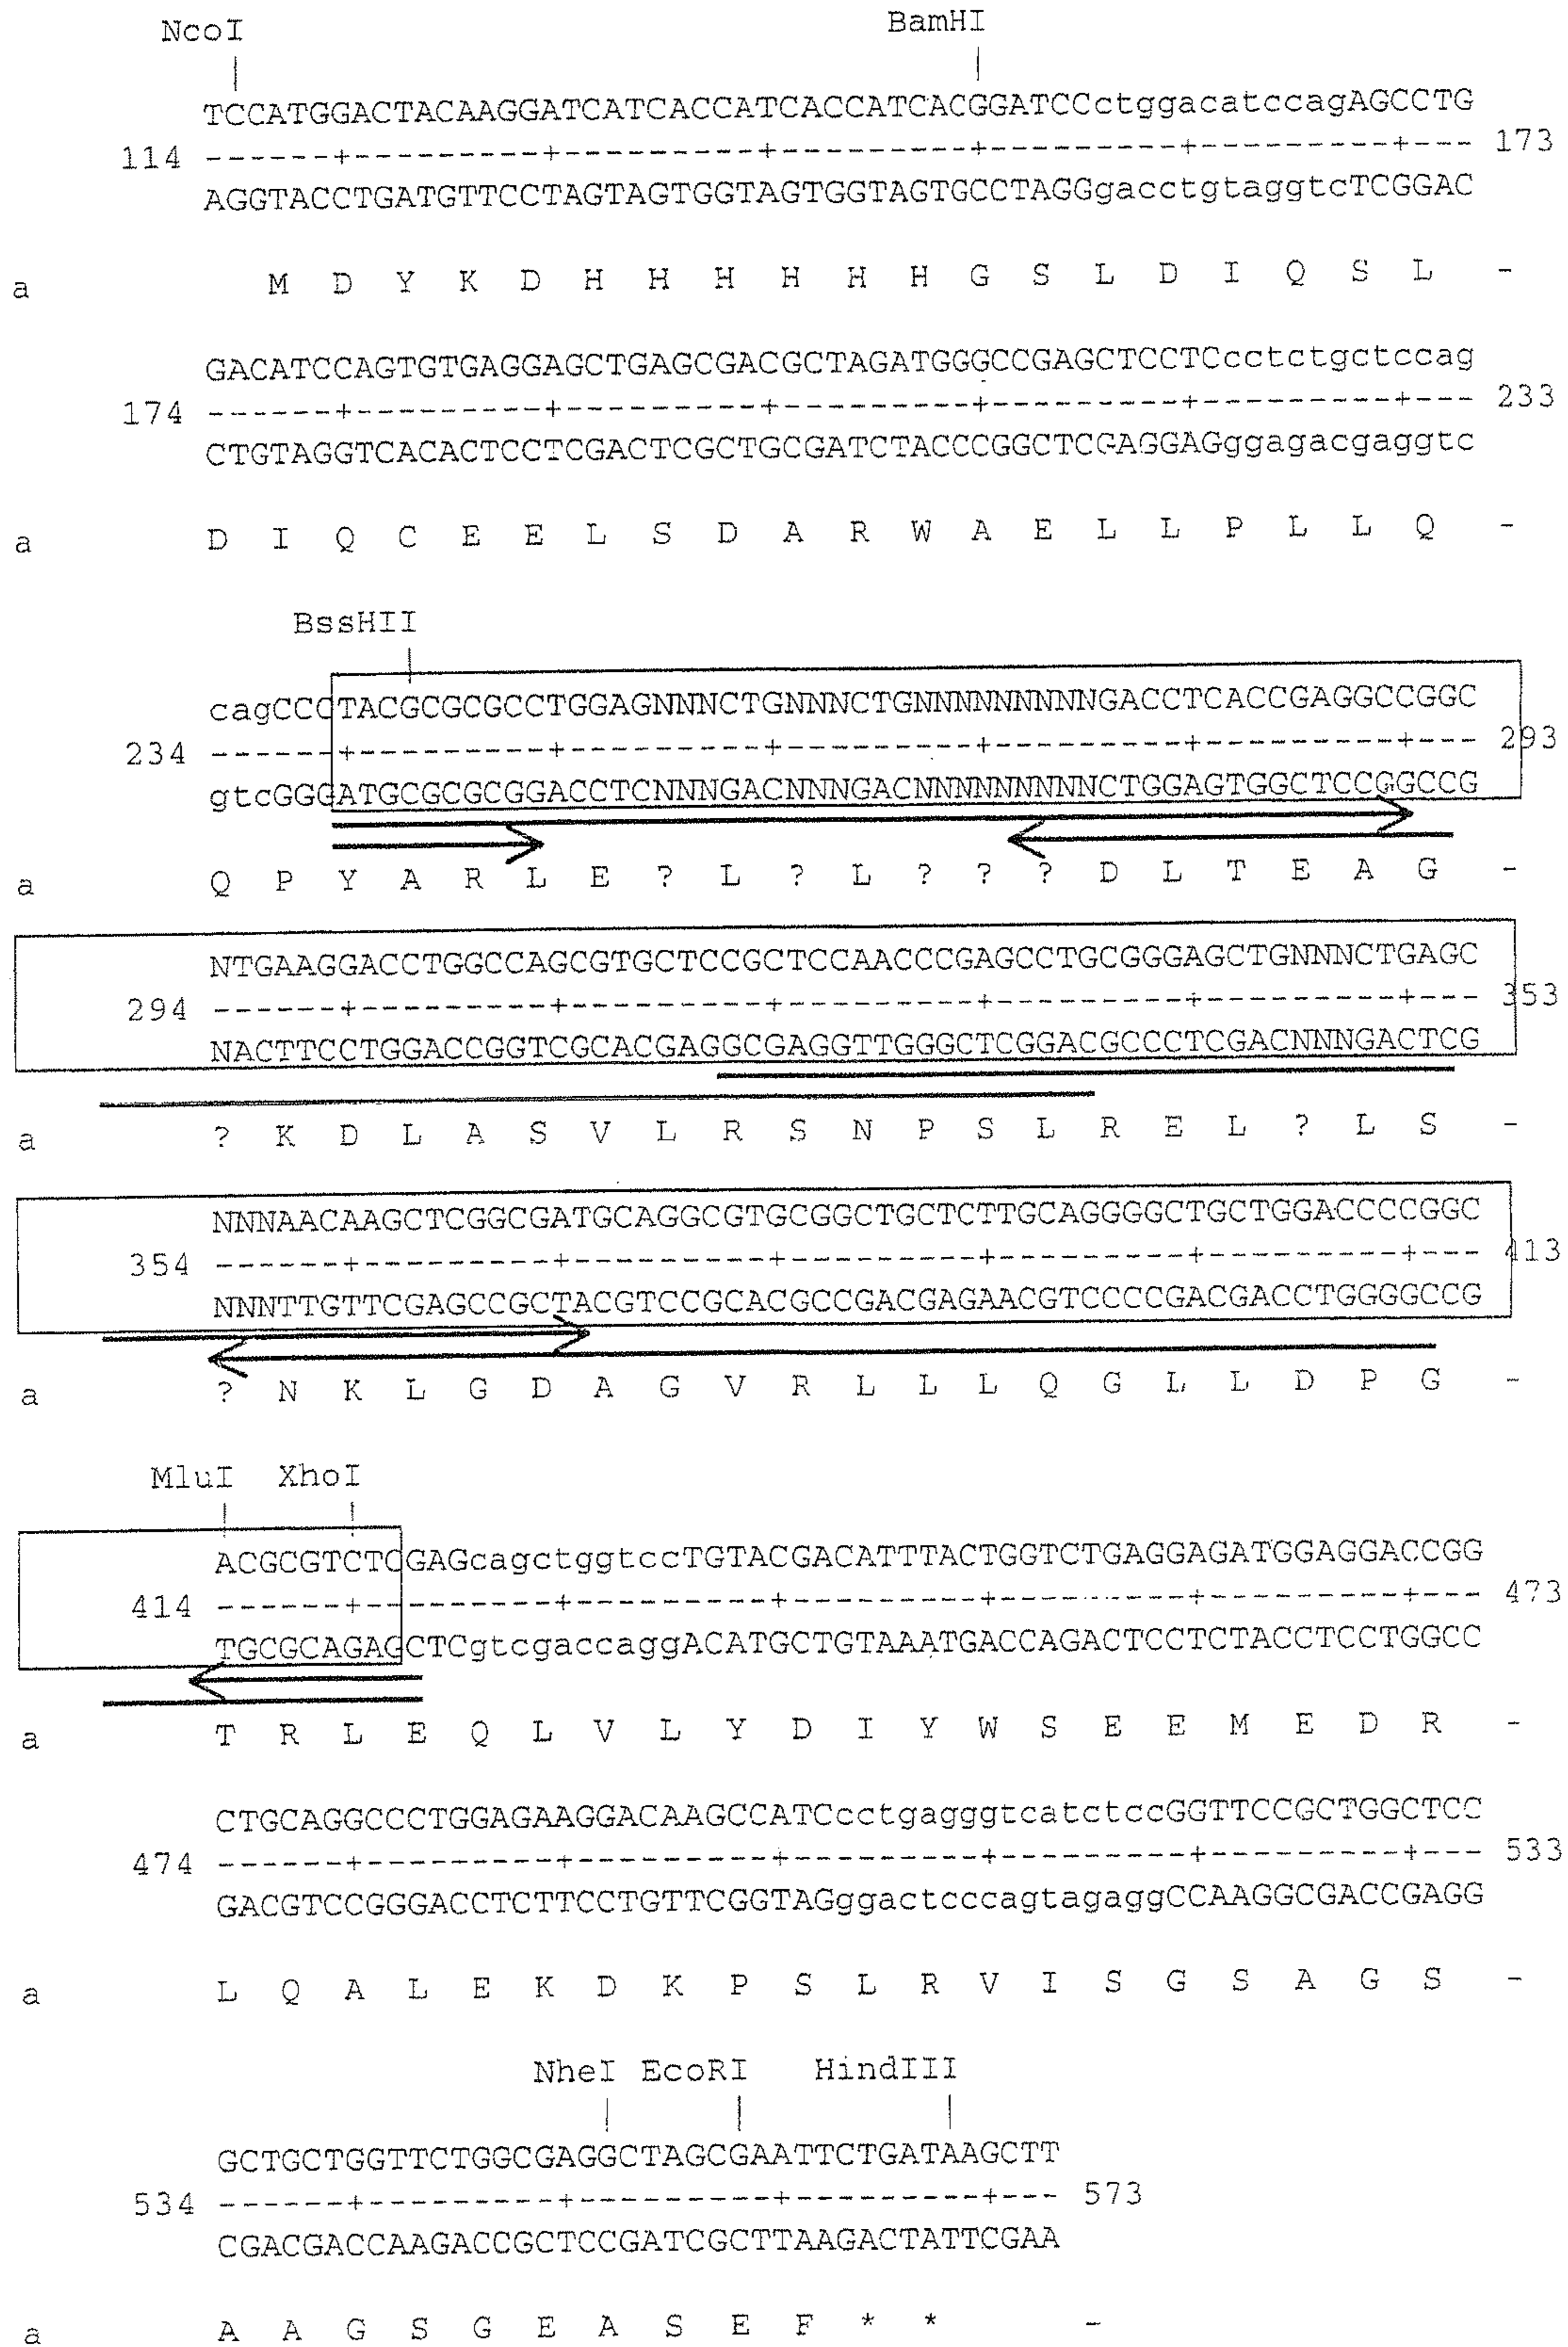 NcoI BamHI
TCCATGGACTACAAGGATCATCACCATCACCATCACGGATCCctggacatccagAGCCTG
114 ------+---------+---------+---------+---------+---------+--- 173
AGGTACCTGATGTTCCTAGTAGTGGTAGTGGTAGTGCCTAGGgacctgtaggtcTCGGAC
a M D Y K D H H H H H H G S L D I Q S L -
GACATCCAGTGTGAGGAGCTGAGCGACGCTAGATGGGCCGAGCTCCTCcctctgctccag
174 ------+---------+---------+---------+---------+---------+--- 233
CTGTAGGTCACACTCCTCGACTCGCTGCGATCTACCCGGCTCGAGGAGggagacgaggtc
a D I Q C E E L S D A R W A E L L P L L Q -
BssHII
cagCCCTACGCGCGCCTGGAGNNNCTGNNNCTGNNNNNNNNNGACCTCACCGAGGCCGGC
234 ------+---------+---------+---------+---------+---------+--- 293
gtcGGGATGCGCGCGGACCTCNNNGACNNNGACNNNNNNNNNCTGGAGTGGCTCCGGCCG
a Q P Y A R L E ? L ? L ? ? ? D L T E A G -
NTGAAGGACCTGGCCAGCGTGCTCCGCTCCAACCCGAGCCTGCGGGAGCTGNNNCTGAGC
294 ------+---------+---------+---------+---------+---------+--- 353
NACTTCCTGGACCGGTCGCACGAGGCGAGGTTGGGCTCGGACGCCCTCGACNNNGACTCG
a ? K D L A S V L R S N P S L R E L ? L S -
NNNAACAAGCTCGGCGATGCAGGCGTGCGGCTGCTCTTGCAGGGGCTGCTGGACCCCGGC
354 ------+---------+---------+---------+---------+---------+--- 413
NNNTTGTTCGAGCCGCTACGTCCGCACGCCGACGAGAACGTCCCCGACGACCTGGGGCCG
a ? N K L G D A G V R L L L Q G L L D P G -
MluI XhoI
ACGCGTCTCGAGcagctggtccTGTACGACATTTACTGGTCTGAGGAGATGGAGGACCGG
414 ------+---------+---------+---------+---------+---------+--- 473
TGCGCAGAGCTCgtcgaccaggACATGCTGTAAATGACCAGACTCCTCTACCTCCTGGCC
a T R L E Q L V L Y D I Y W S E E M E D R -
CTGCAGGCCCTGGAGAAGGACAAGCCATCcctgagggtcatctccGGTTCCGCTGGCTCC
474 ------+---------+---------+---------+---------+---------+--- 533
GACGTCCGGGACCTCTTCCTGTTCGGTAGggactcccagtagaggCCAAGGCGACCGAGG
a L Q A L E K D K P S L R V I S G S A G S -
NheI EcoRI HindIII
GCTGCTGGTTCTGGCGAGGCTAGCGAATTCTGATAAGCTT
534 ------+---------+---------+---------+--- 573
CGACGACCAAGACCGCTCCGATCGCTTAAGACTATTCGAA
a A A G S G E A S E F * * -